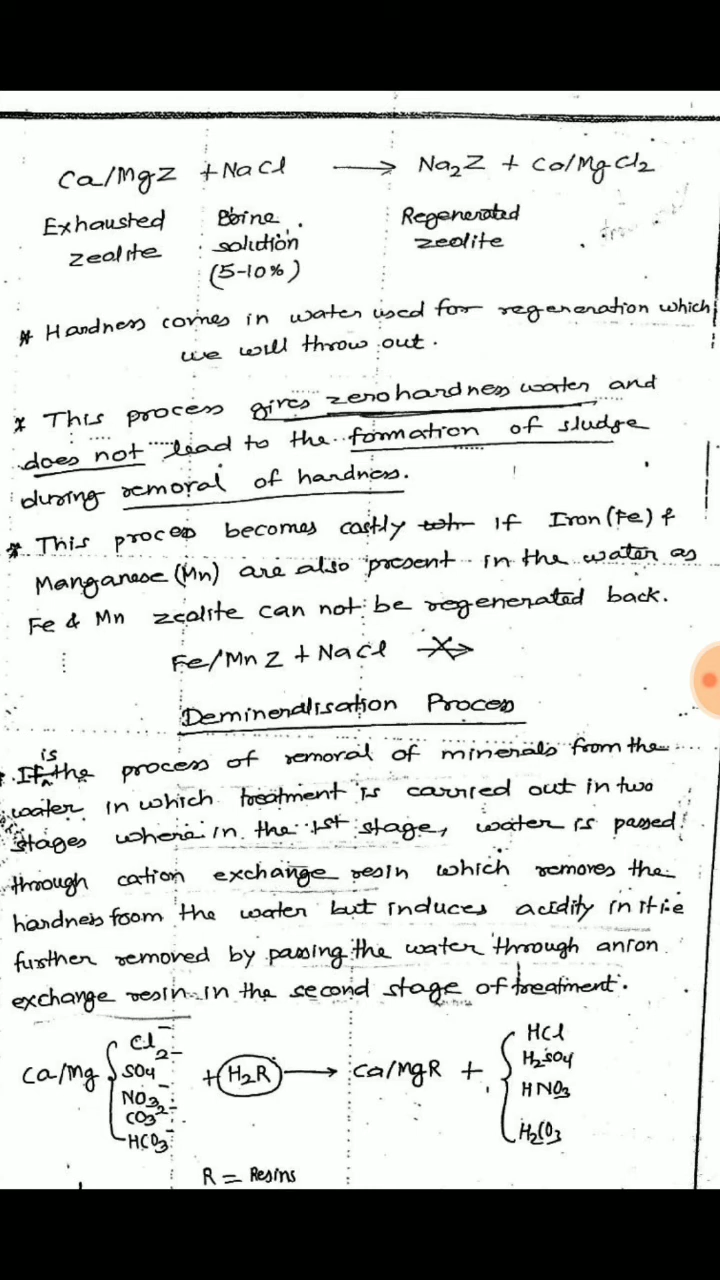 Ca/MgZ + NaCl ⟶ Na₂Z + Ca/MgCl₂
Exhausted Brine Regenerated
zeolite solution zeolite
(5-10%)
* Hardness comes in water used for regeneration which
we will throw out.
* This process gives zero hardness water and
does not lead to the formation of sludge
during removal of hardness.
* This process becomes costly if Iron (Fe) &
Manganese (Mn) are also present in the water as
Fe & Mn zeolite can not be regenerated back.
Fe/Mn Z + NaCl ⟶
Demineralisation Process
is
It the process of removal of minerals from the
water in which treatment is carried out in two
stages where in the 1st stage, water is passed
through cation exchange resin which removes the
hardness from the water but induces acidity in it i.e
further removed by passing the water through anion
exchange resin in the second stage of treatment.
Ca/Mg { Cl⁻ SO₄²⁻ NO₃⁻ CO₃²⁻ HCO₃⁻ + H₂R ⟶ Ca/MgR + { HCl H₂SO₄ HNO₃ H₂CO₃
R = Resins